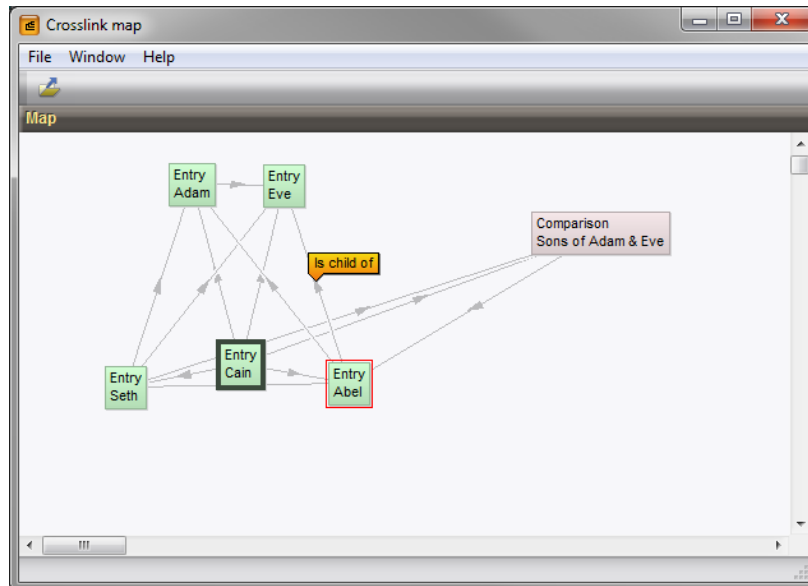 Crosslink map
File Window Help
Map
Entry
Adam
Entry
Eve
Comparison
Sons of Adam & Eve
Is child of
Entry
Cain
Entry
Seth
Entry
Abel